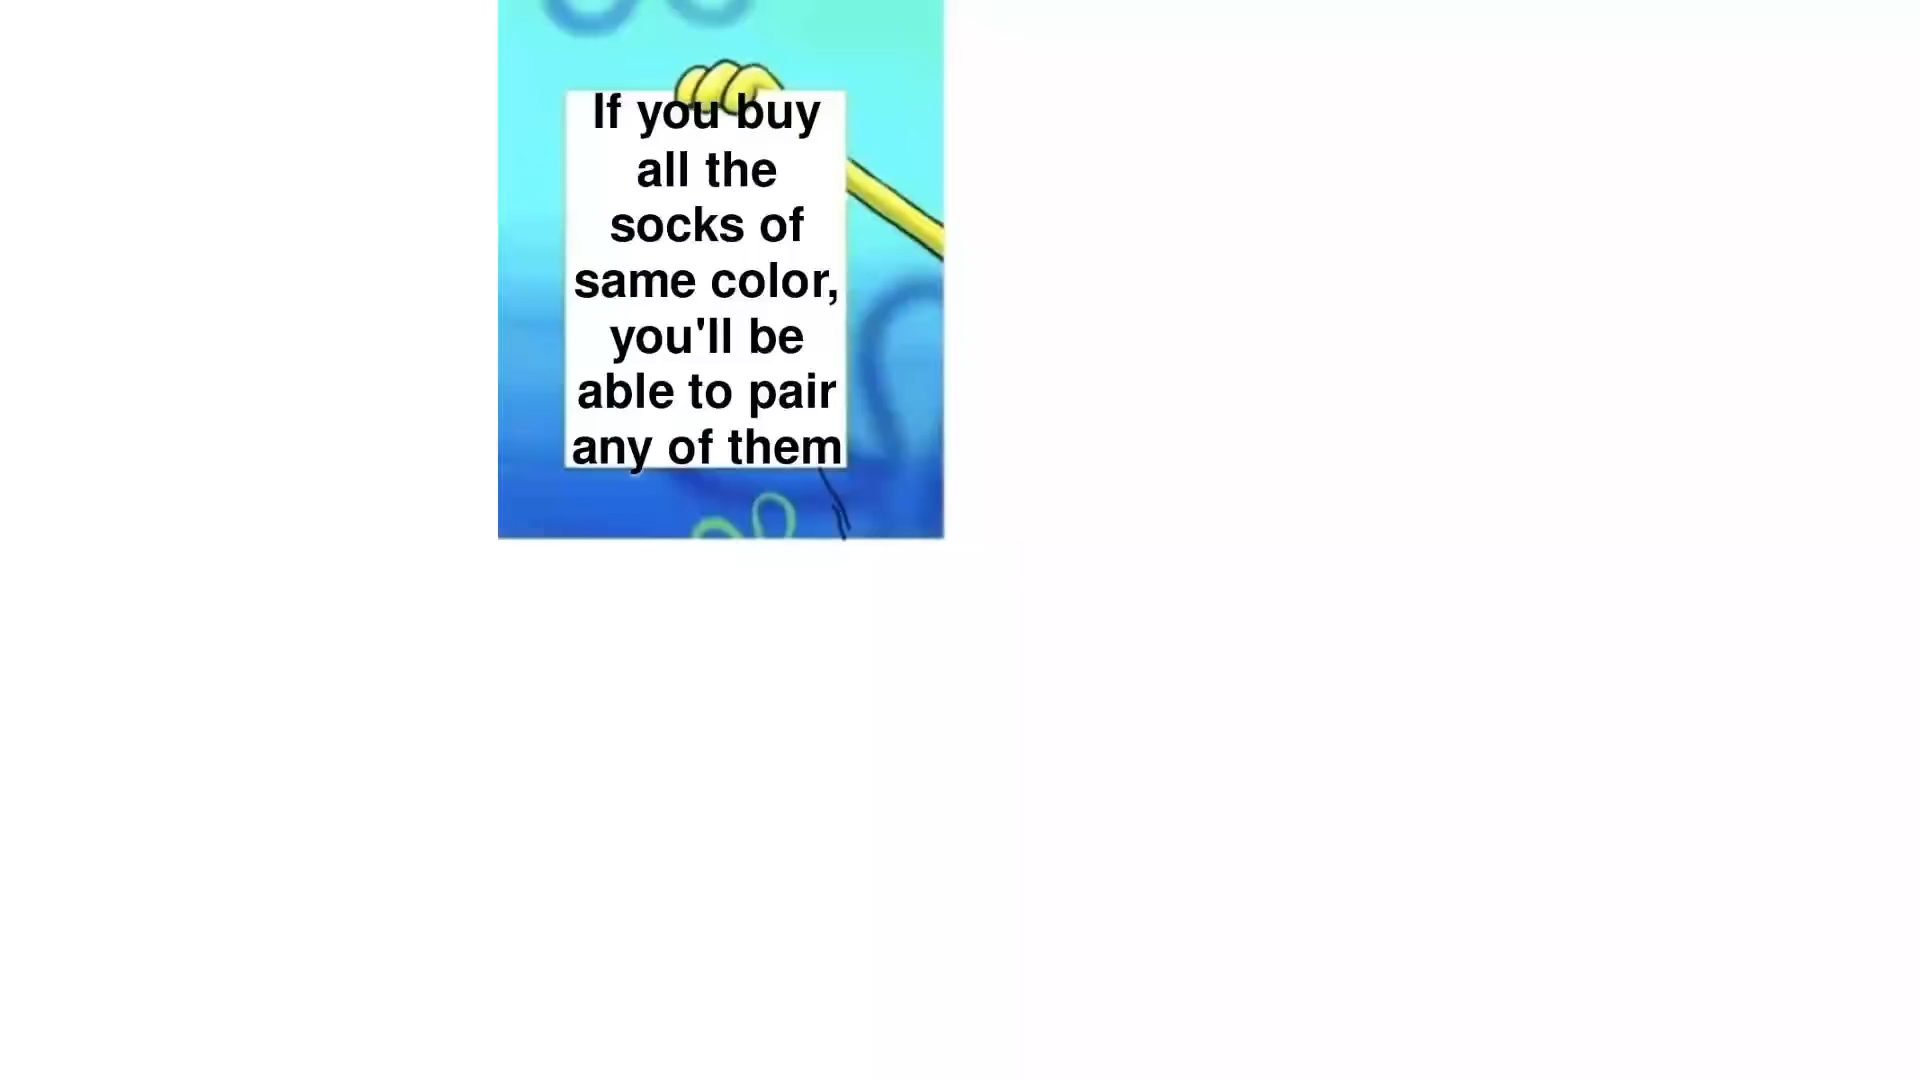 If you buy
all the
socks of
same color,
you'll be
able to pair
any of them